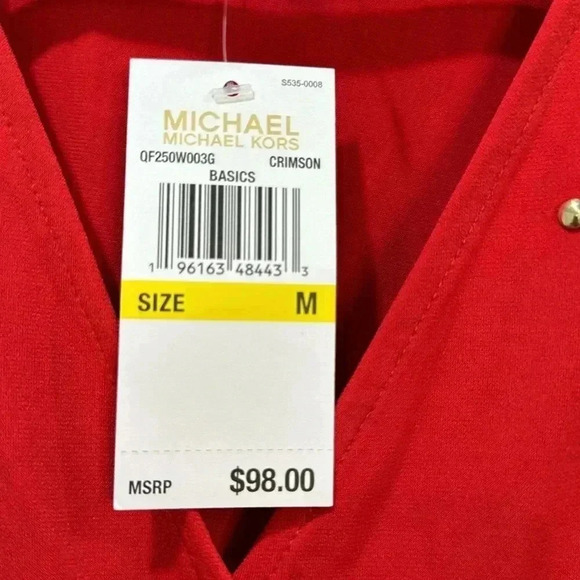 S535-0008
MICHAEL
MICHAEL KORS
QF250W003G CRIMSON
BASICS
1 96163 48443 3
SIZE M
MSRP $98.00